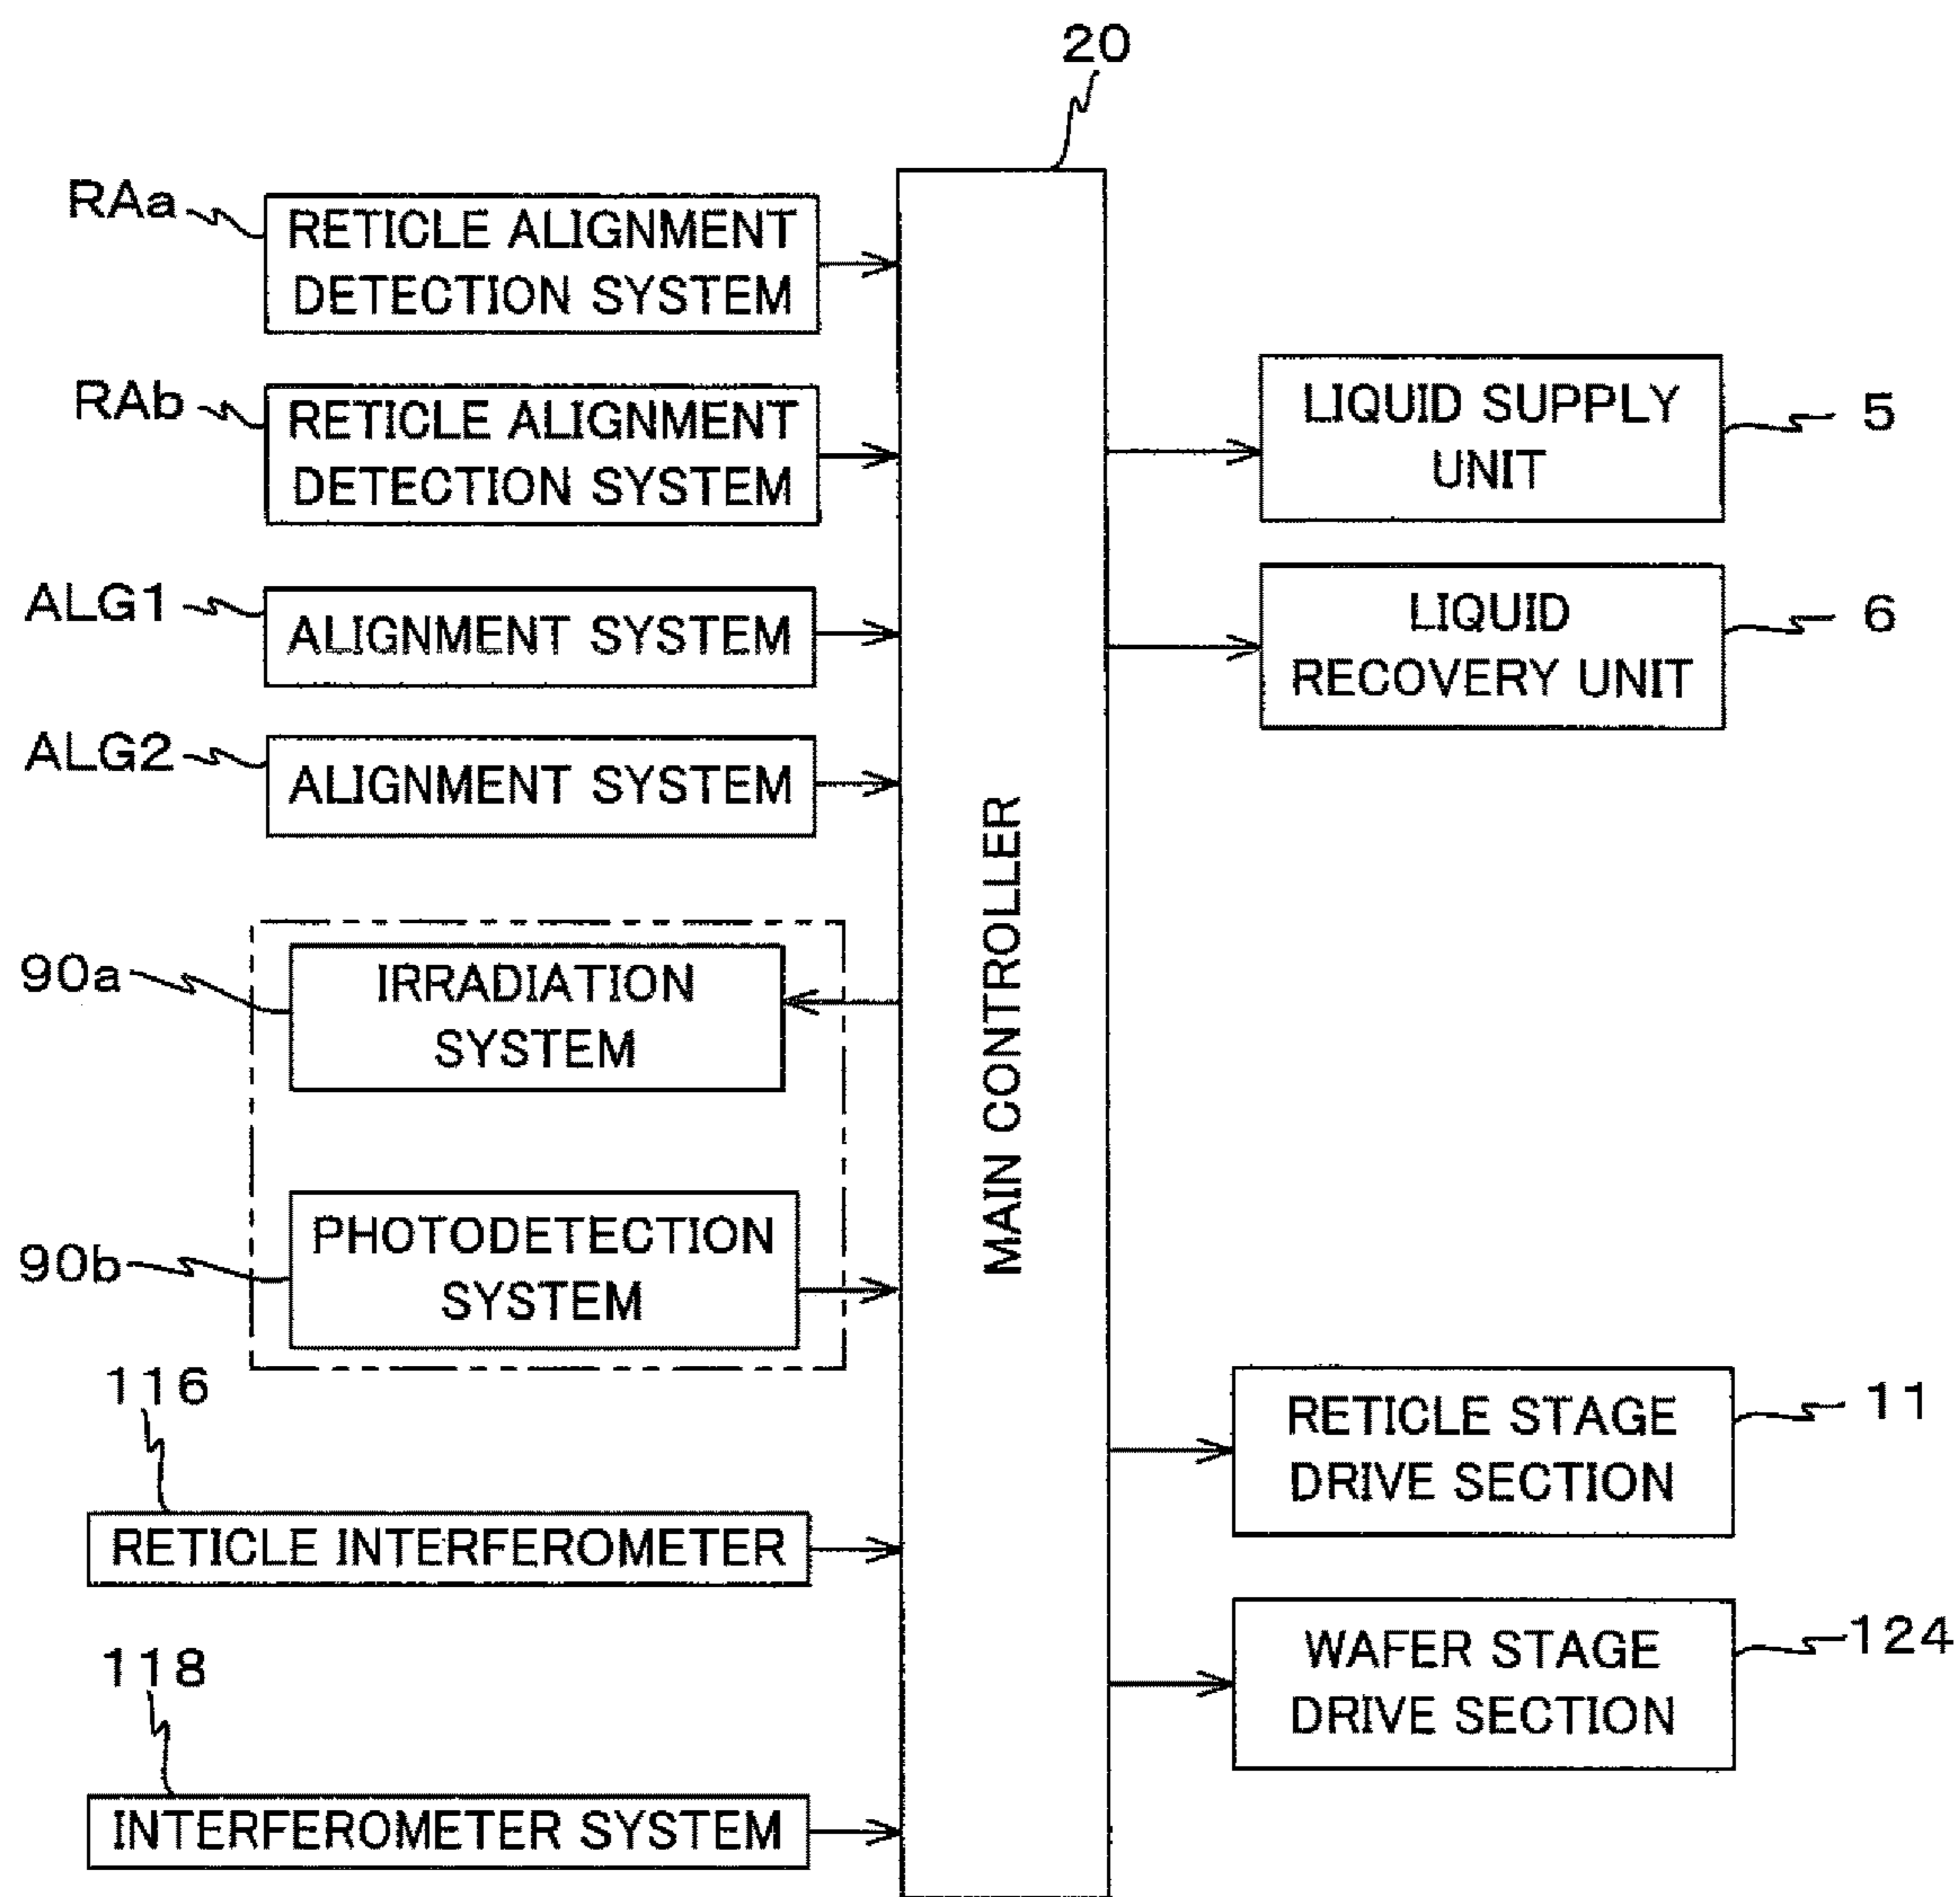 20
RAa
RETICLE ALIGNMENT
DETECTION SYSTEM
RAb
RETICLE ALIGNMENT
DETECTION SYSTEM
ALG1
ALIGNMENT SYSTEM
ALG2
ALIGNMENT SYSTEM
90a
IRRADIATION
SYSTEM
90b
PHOTODETECTION
SYSTEM
116
RETICLE INTERFEROMETER
118
INTERFEROMETER SYSTEM
MAIN CONTROLLER
LIQUID SUPPLY
UNIT
5
LIQUID
RECOVERY UNIT
6
RETICLE STAGE
DRIVE SECTION
11
WAFER STAGE
DRIVE SECTION
124